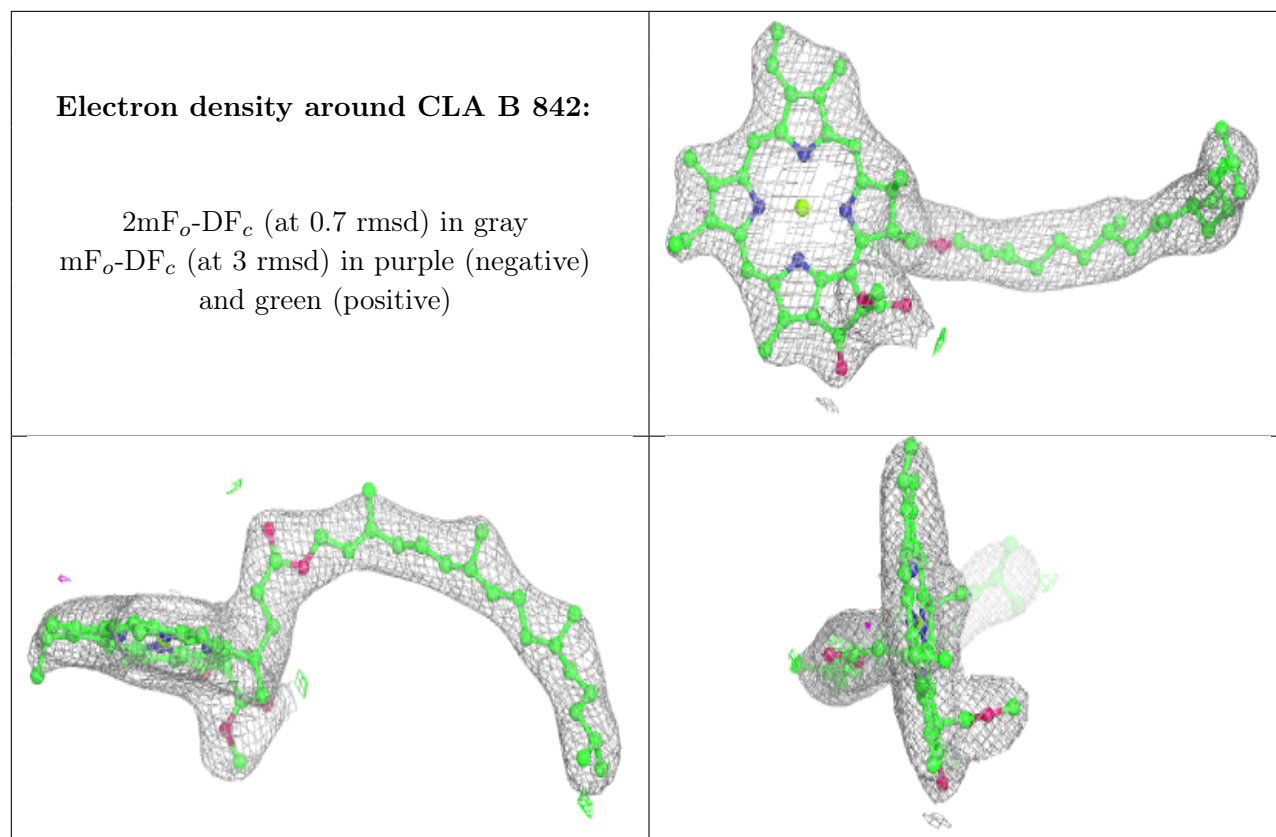 Electron density around CLA B 842:
2mFo-DFc (at 0.7 rmsd) in gray
mFo-DFc (at 3 rmsd) in purple (negative)
and green (positive)